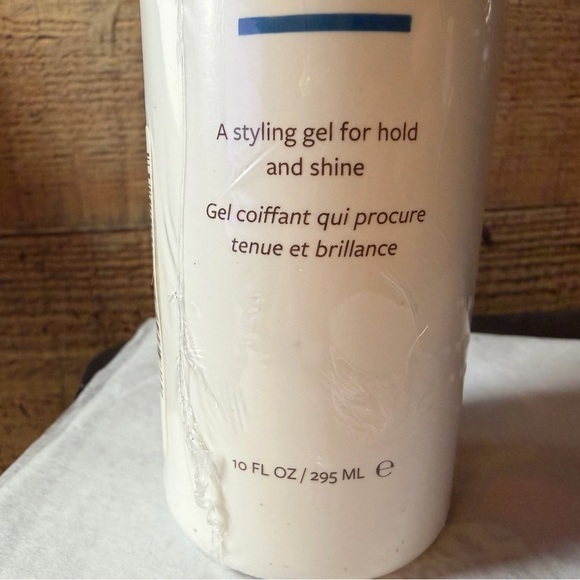 A styling gel for hold
and shine
Gel coiffant qui procure
tenue et brillance
10 FL OZ / 295 ML ℮